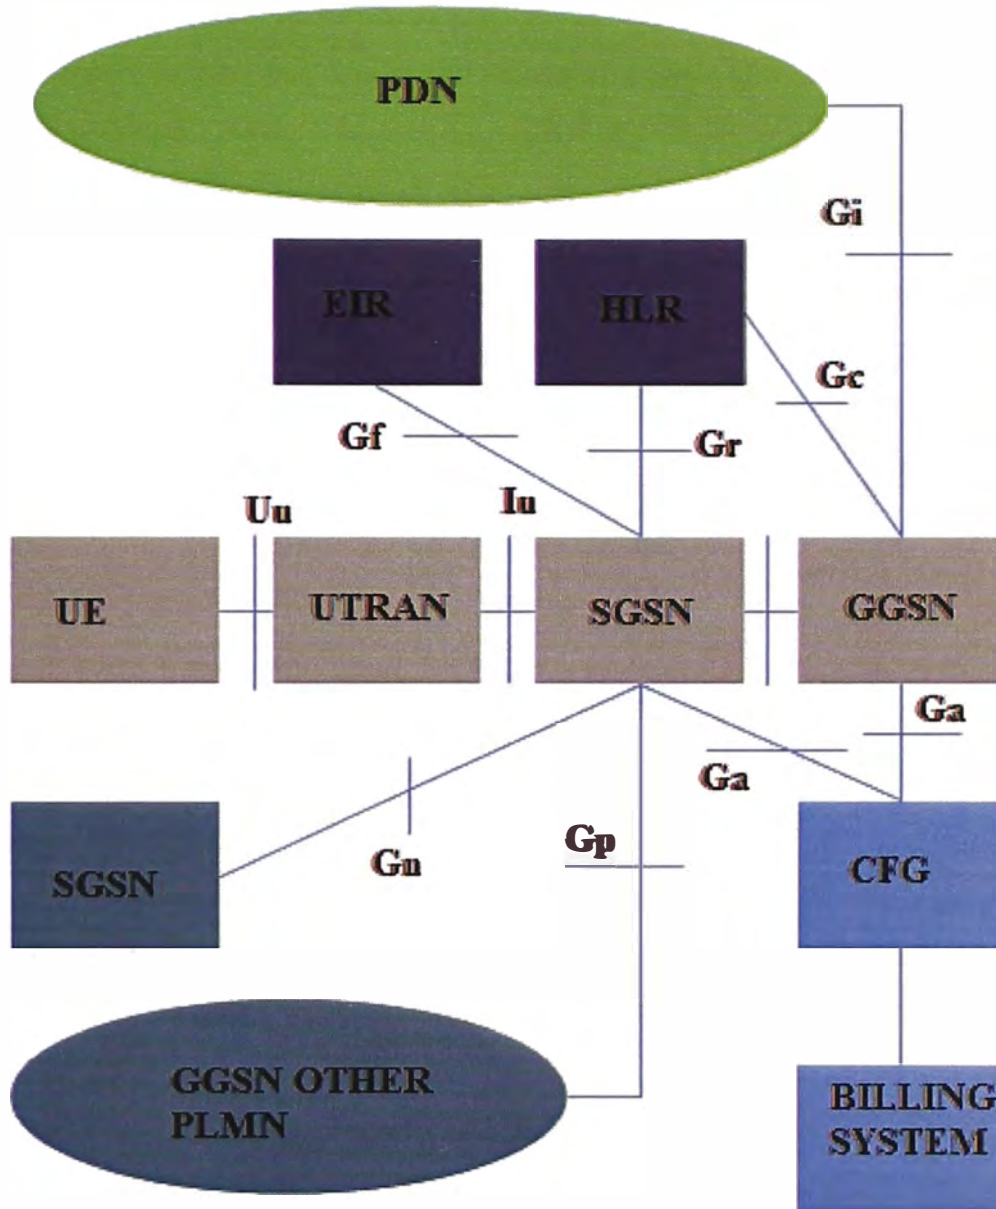 PDN
Gi
EIR
HLR
Gc
Gf
Gr
Uu
Iu
UE
UTRAN
SGSN
GGSN
Ga
Ga
Gn
Gp
SGSN
CFG
GGSN OTHER
PLMN
BILLING
SYSTEM